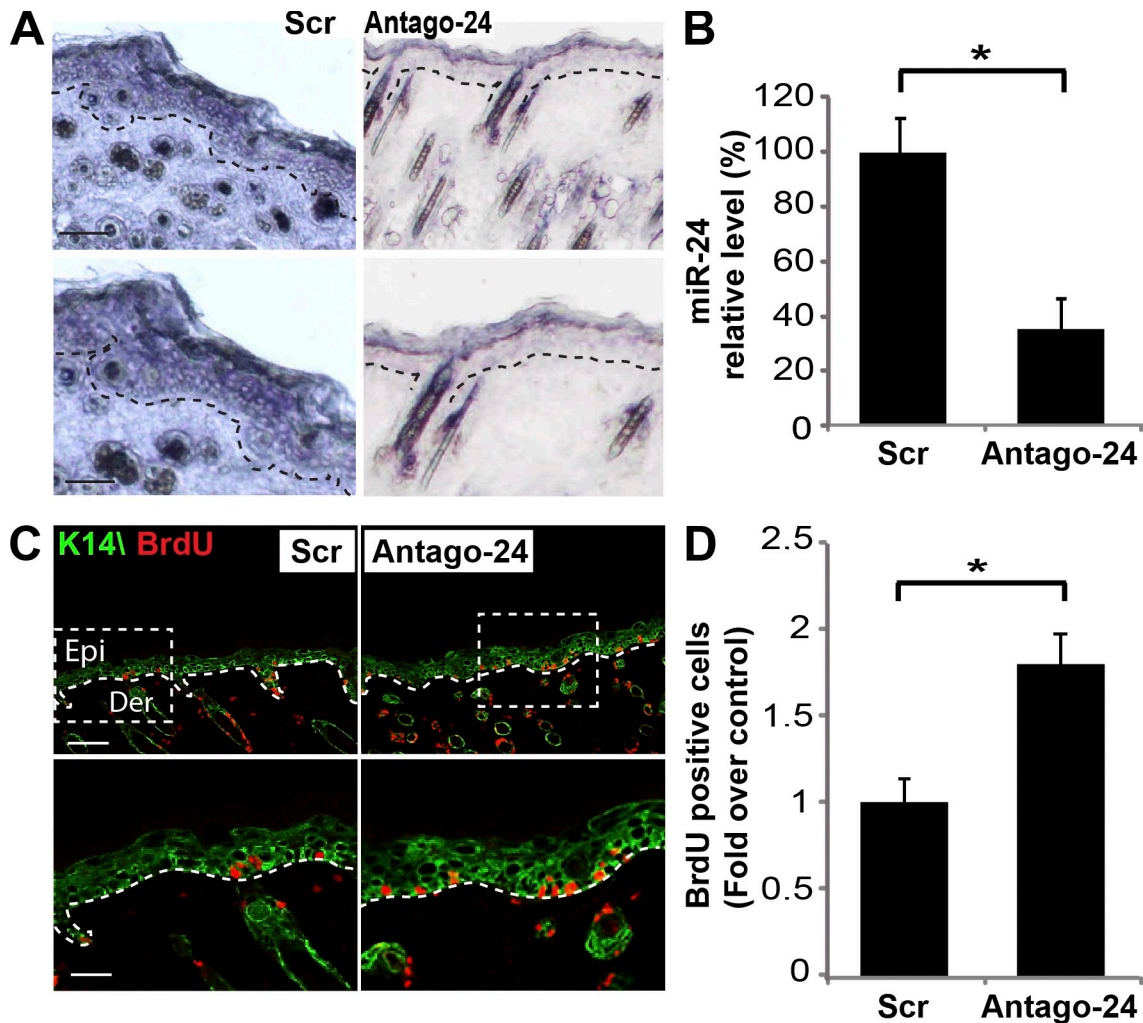 A
Scr
Antago-24
B
*
120
100
80
60
40
20
0
miR-24
relative level (%)
Scr
Antago-24
C
K14\ BrdU
Scr
Antago-24
Epi
Der
D
*
2.5
2
1.5
1
0.5
0
BrdU positive cells
(Fold over control)
Scr
Antago-24